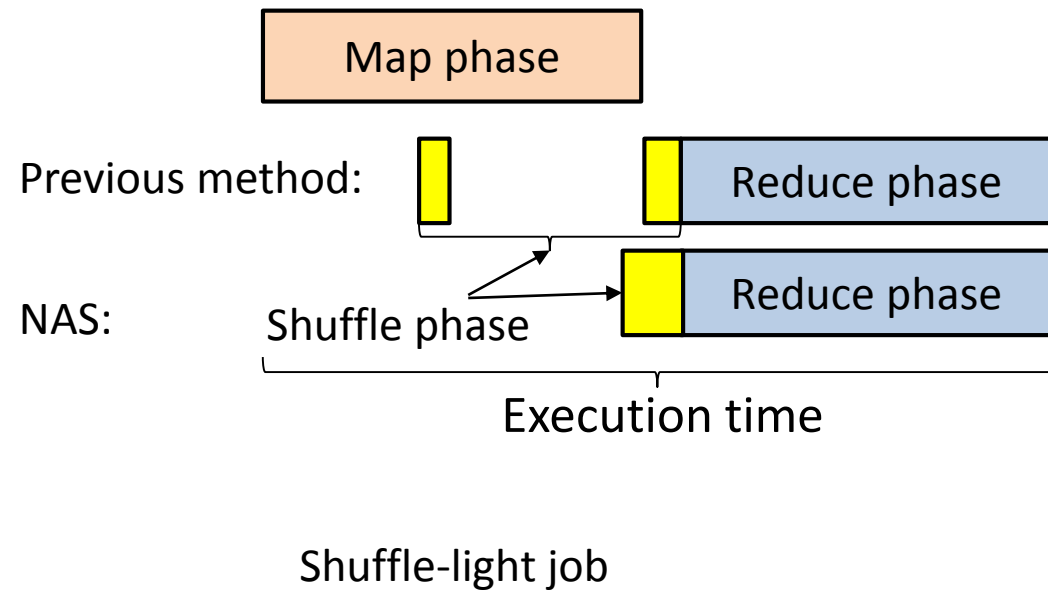 Map phase
Previous method:
Reduce phase
NAS:
Shuffle phase
Reduce phase
Execution time
Shuffle-light job